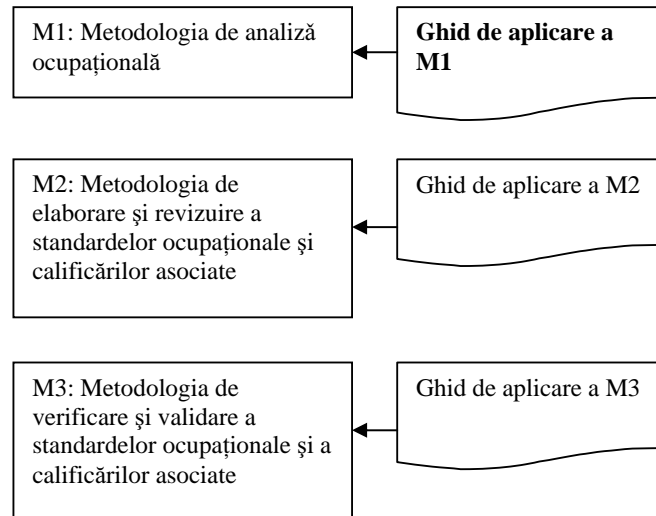 M1: Metodologia de analiză
ocupaţională
Ghid de aplicare a
M1
M2: Metodologia de
elaborare şi revizuire a
standardelor ocupaţionale şi
calificărilor asociate
Ghid de aplicare a M2
M3: Metodologia de
verificare şi validare a
standardelor ocupaţionale şi a
calificărilor asociate
Ghid de aplicare a M3